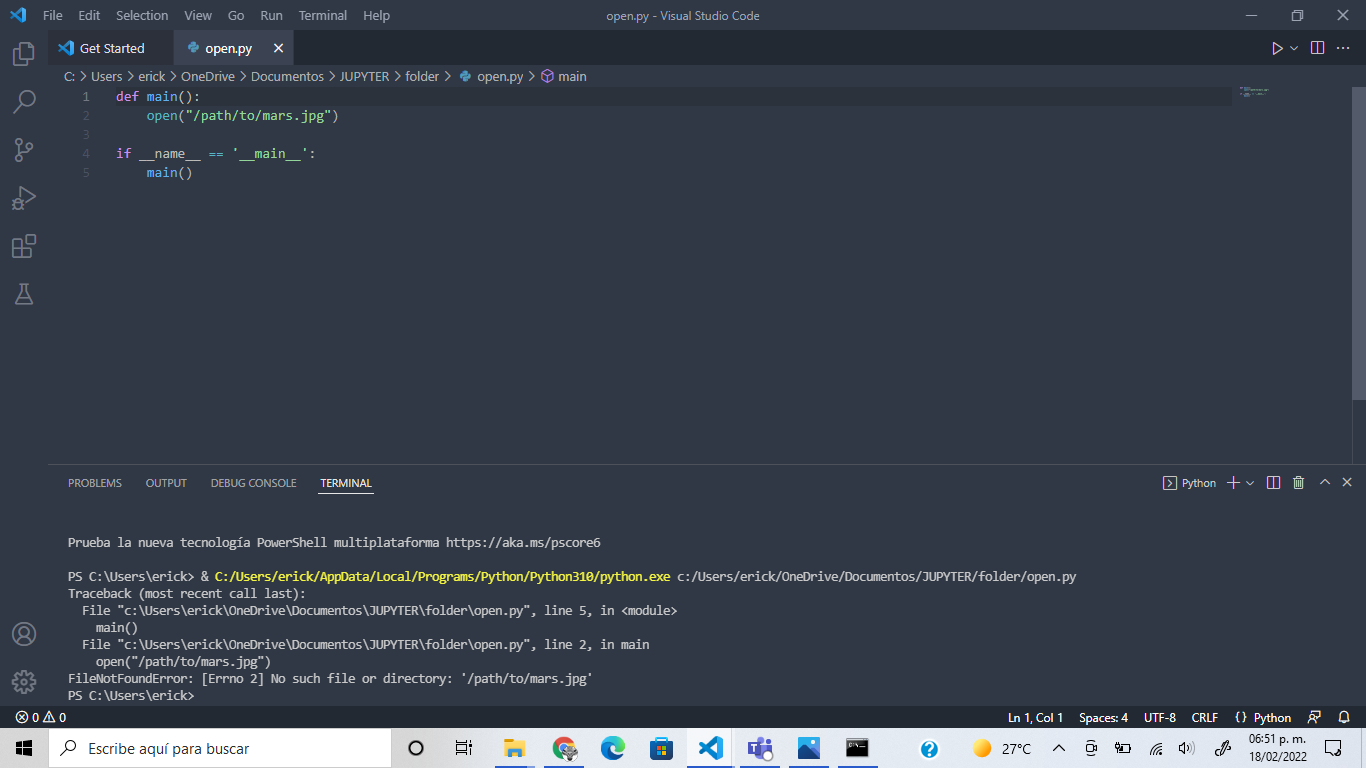 File Edit Selection View Go Run Terminal Help open.py - Visual Studio Code
Get Started open.py
C: > Users > erick > OneDrive > Documentos > JUPYTER > folder > open.py > main
1 def main():
2 open("/path/to/mars.jpg")
3
4 if __name__ == '__main__':
5 main()
PROBLEMS OUTPUT DEBUG CONSOLE TERMINAL Python
Prueba la nueva tecnología PowerShell multiplataforma https://aka.ms/pscore6
PS C:\Users\erick> & C:/Users/erick/AppData/Local/Programs/Python/Python310/python.exe c:/Users/erick/OneDrive/Documentos/JUPYTER/folder/open.py
Traceback (most recent call last):
File "c:\Users\erick\OneDrive\Documentos\JUPYTER\folder\open.py", line 5, in <module>
main()
File "c:\Users\erick\OneDrive\Documentos\JUPYTER\folder\open.py", line 2, in main
open("/path/to/mars.jpg")
FileNotFoundError: [Errno 2] No such file or directory: '/path/to/mars.jpg'
PS C:\Users\erick>
0 0 Ln 1, Col 1 Spaces: 4 UTF-8 CRLF {} Python
Escribe aquí para buscar 27°C 06:51 p. m.
18/02/2022